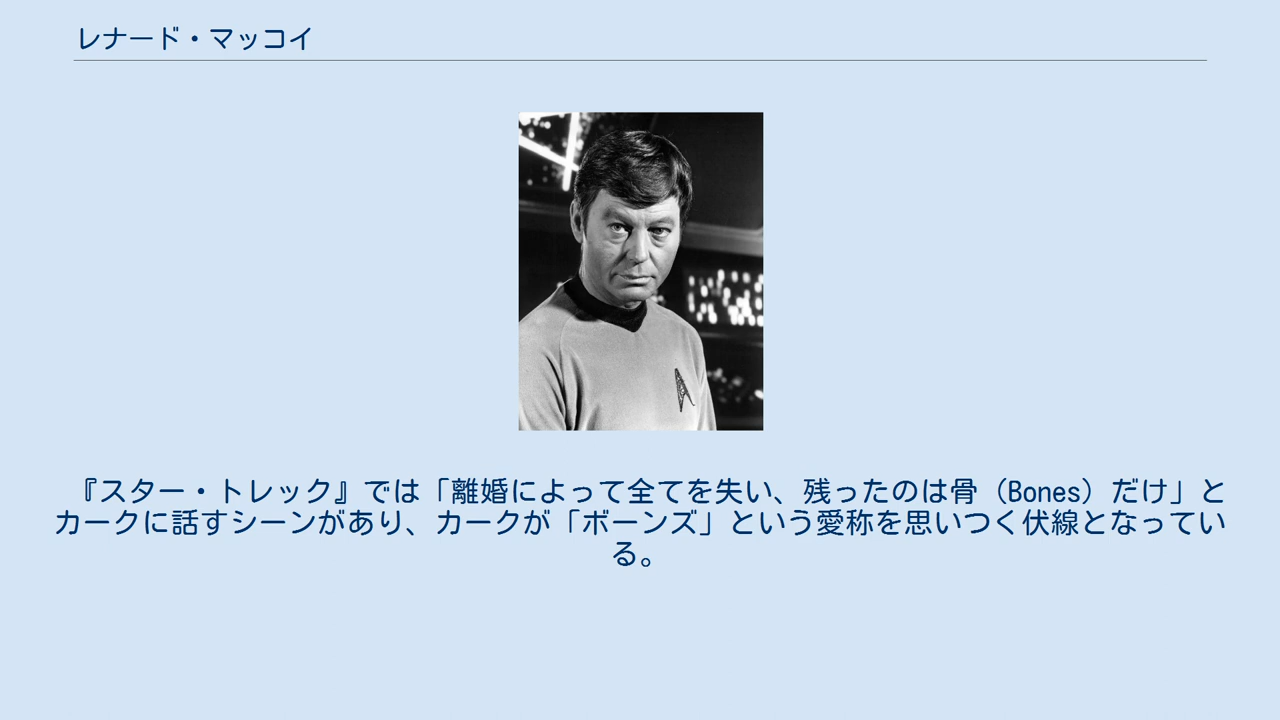 レナード・マッコイ
『スター・トレック』では「離婚によって全てを失い、残ったのは骨（Bones）だけ」と
カークに話すシーンがあり、カークが「ボーンズ」という愛称を思いつく伏線となってい
る。